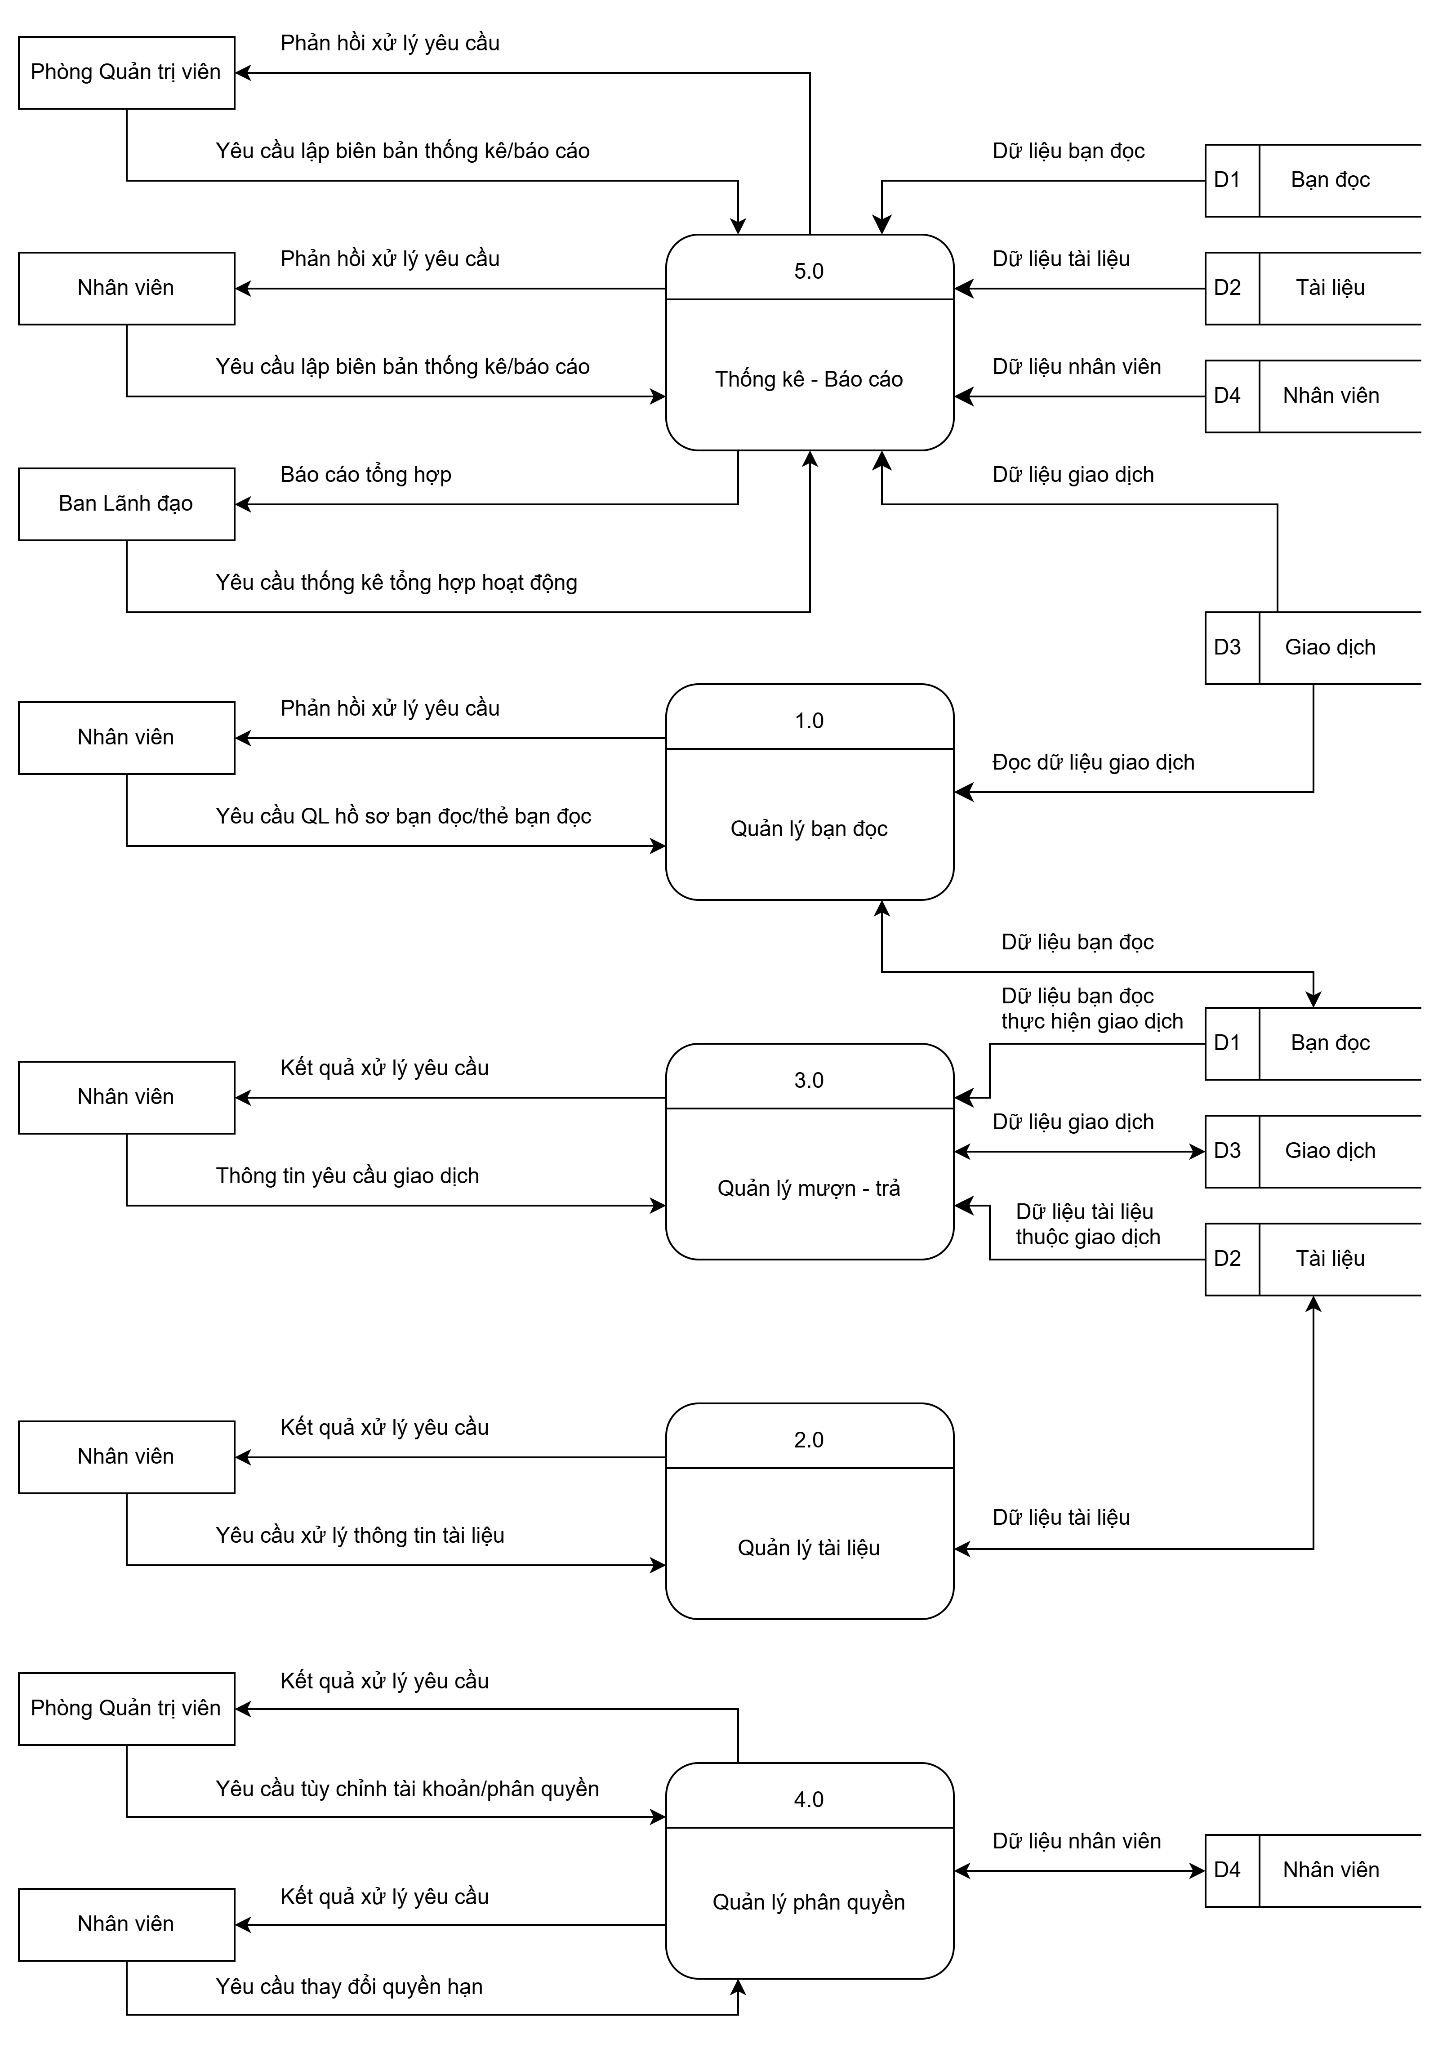 Phản hồi xử lý yêu cầu
Phòng Quản trị viên
Yêu cầu lập biên bản thống kê/báo cáo
Dữ liệu bạn đọc
D1
Bạn đọc
Phản hồi xử lý yêu cầu
Nhân viên
Yêu cầu lập biên bản thống kê/báo cáo
5.0
Thống kê - Báo cáo
Dữ liệu tài liệu
D2
Tài liệu
Dữ liệu nhân viên
D4
Nhân viên
Báo cáo tổng hợp
Ban Lãnh đạo
Yêu cầu thống kê tổng hợp hoạt động
Dữ liệu giao dịch
D3
Giao dịch
Phản hồi xử lý yêu cầu
Nhân viên
Yêu cầu QL hồ sơ bạn đọc/thẻ bạn đọc
1.0
Quản lý bạn đọc
Đọc dữ liệu giao dịch
Dữ liệu bạn đọc
Dữ liệu bạn đọc
thực hiện giao dịch
D1
Bạn đọc
Kết quả xử lý yêu cầu
Nhân viên
Thông tin yêu cầu giao dịch
3.0
Quản lý mượn - trả
Dữ liệu giao dịch
D3
Giao dịch
Dữ liệu tài liệu
thuộc giao dịch
D2
Tài liệu
Kết quả xử lý yêu cầu
Nhân viên
Yêu cầu xử lý thông tin tài liệu
2.0
Quản lý tài liệu
Dữ liệu tài liệu
Kết quả xử lý yêu cầu
Phòng Quản trị viên
Yêu cầu tùy chỉnh tài khoản/phân quyền
4.0
Quản lý phân quyền
Dữ liệu nhân viên
D4
Nhân viên
Kết quả xử lý yêu cầu
Nhân viên
Yêu cầu thay đổi quyền hạn